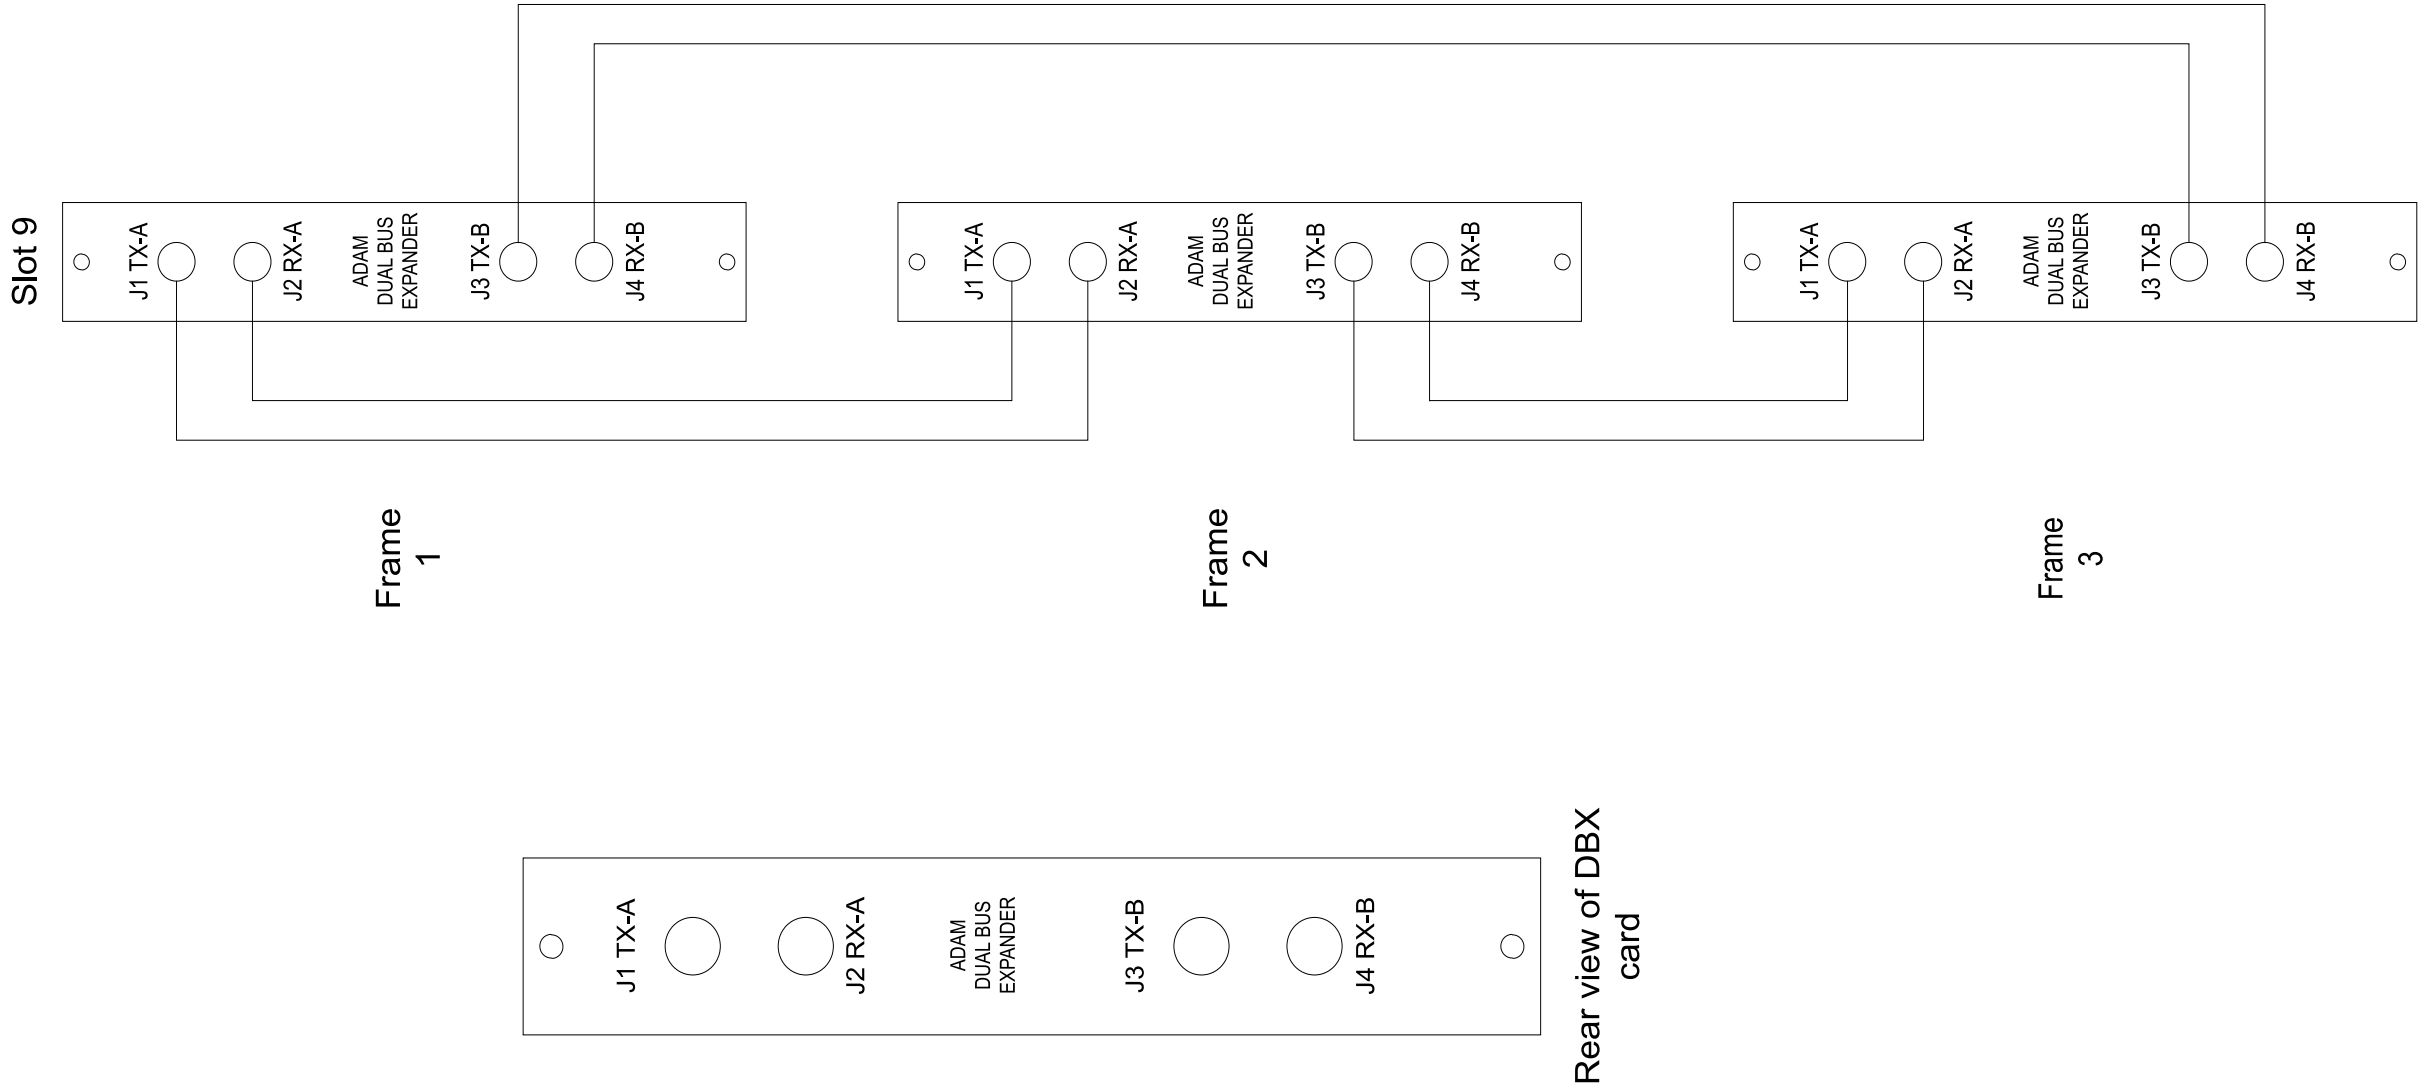 Slot 9
J1 TX-A
J2 RX-A
ADAM
DUAL BUS
EXPANDER
J3 TX-B
J4 RX-B
J1 TX-A
J2 RX-A
ADAM
DUAL BUS
EXPANDER
J3 TX-B
J4 RX-B
J1 TX-A
J2 RX-A
ADAM
DUAL BUS
EXPANDER
J3 TX-B
J4 RX-B
Frame
1
Frame
2
Frame
3
J1 TX-A
J2 RX-A
ADAM
DUAL BUS
EXPANDER
J3 TX-B
J4 RX-B
Rear view of DBX
card